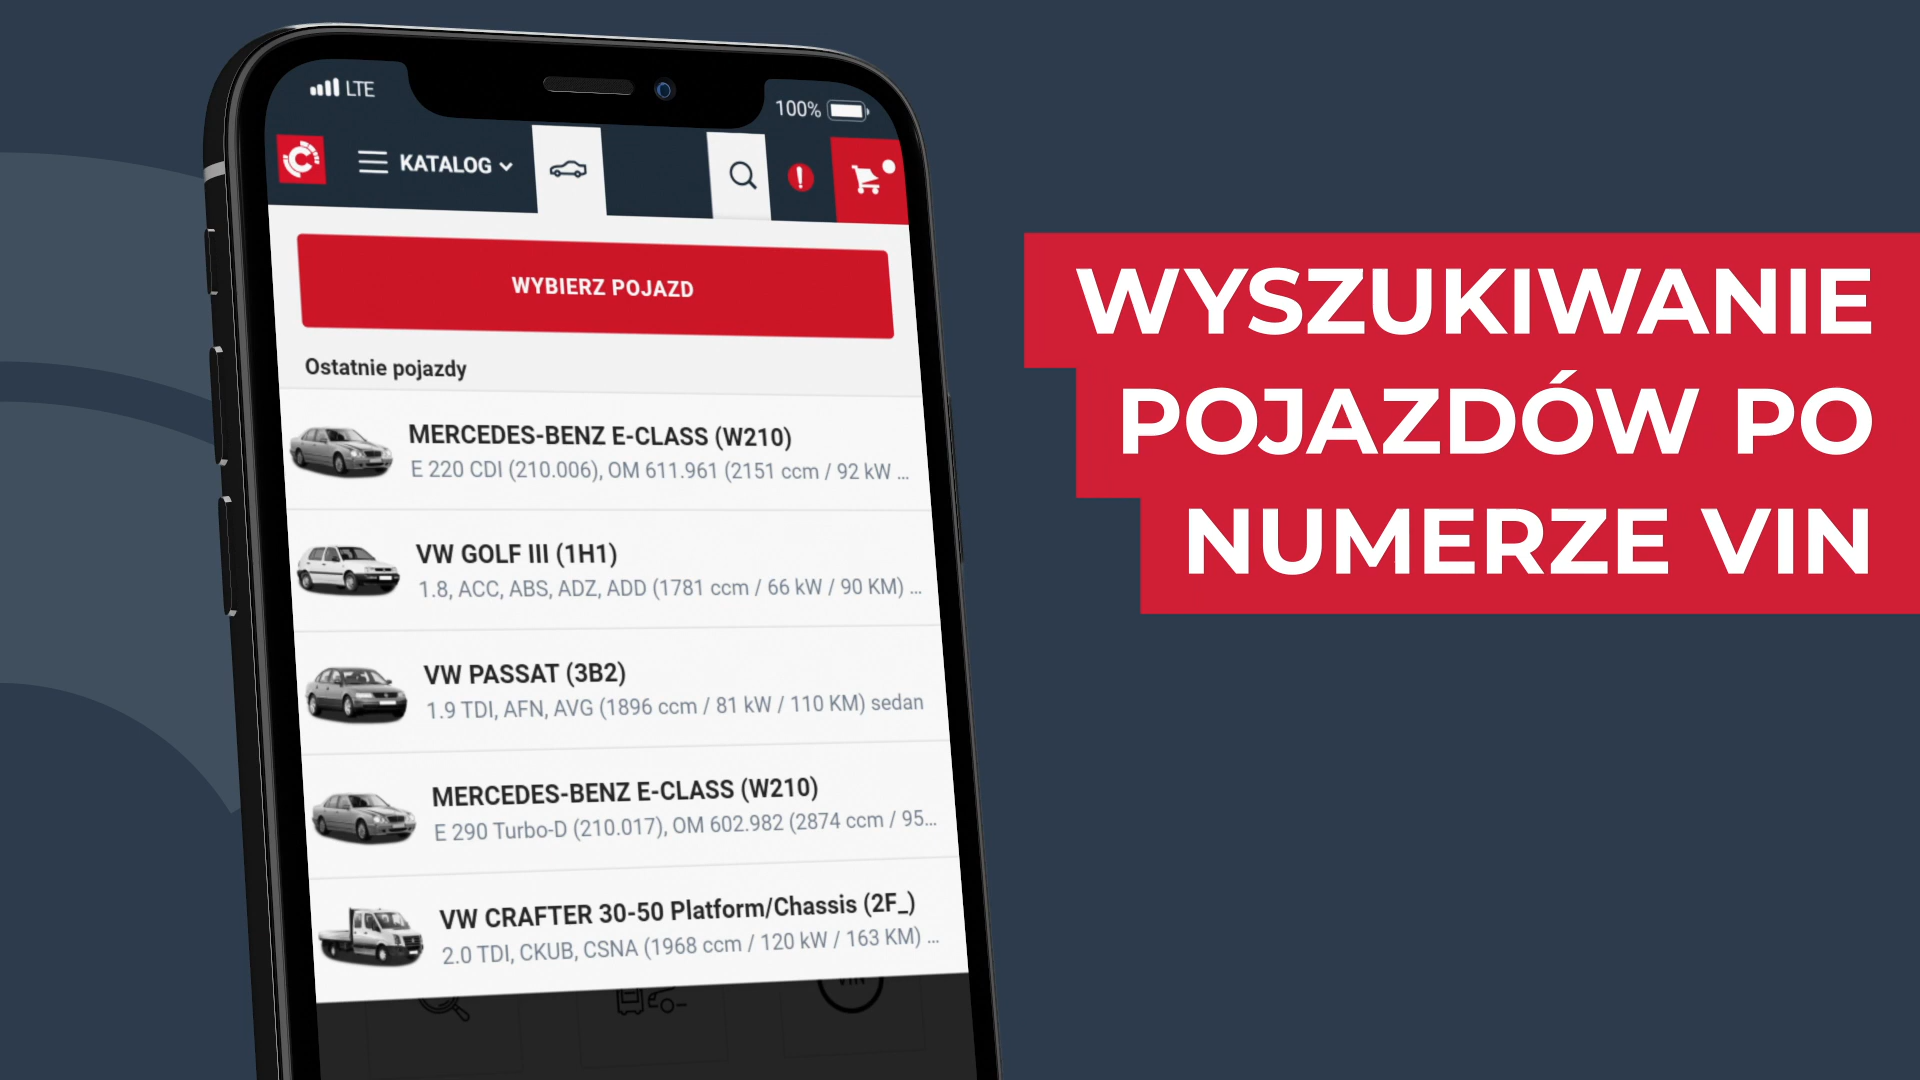 LTE
100%
KATALOG
WYBIERZ POJAZD
Ostatnie pojazdy
MERCEDES-BENZ E-CLASS (W210)
E 220 CDI (210.006), OM 611.961 (2151 ccm / 92 kW ...
VW GOLF III (1H1)
1.8, ACC, ABS, ADZ, ADD (1781 ccm / 66 kW / 90 KM) ...
VW PASSAT (3B2)
1.9 TDI, AFN, AVG (1896 ccm / 81 kW / 110 KM) sedan
MERCEDES-BENZ E-CLASS (W210)
E 290 Turbo-D (210.017), OM 602.982 (2874 ccm / 95...
VW CRAFTER 30-50 Platform/Chassis (2F_)
2.0 TDI, CKUB, CSNA (1968 ccm / 120 kW / 163 KM) ...
VIN
WYSZUKIWANIE
POJAZDÓW PO
NUMERZE VIN